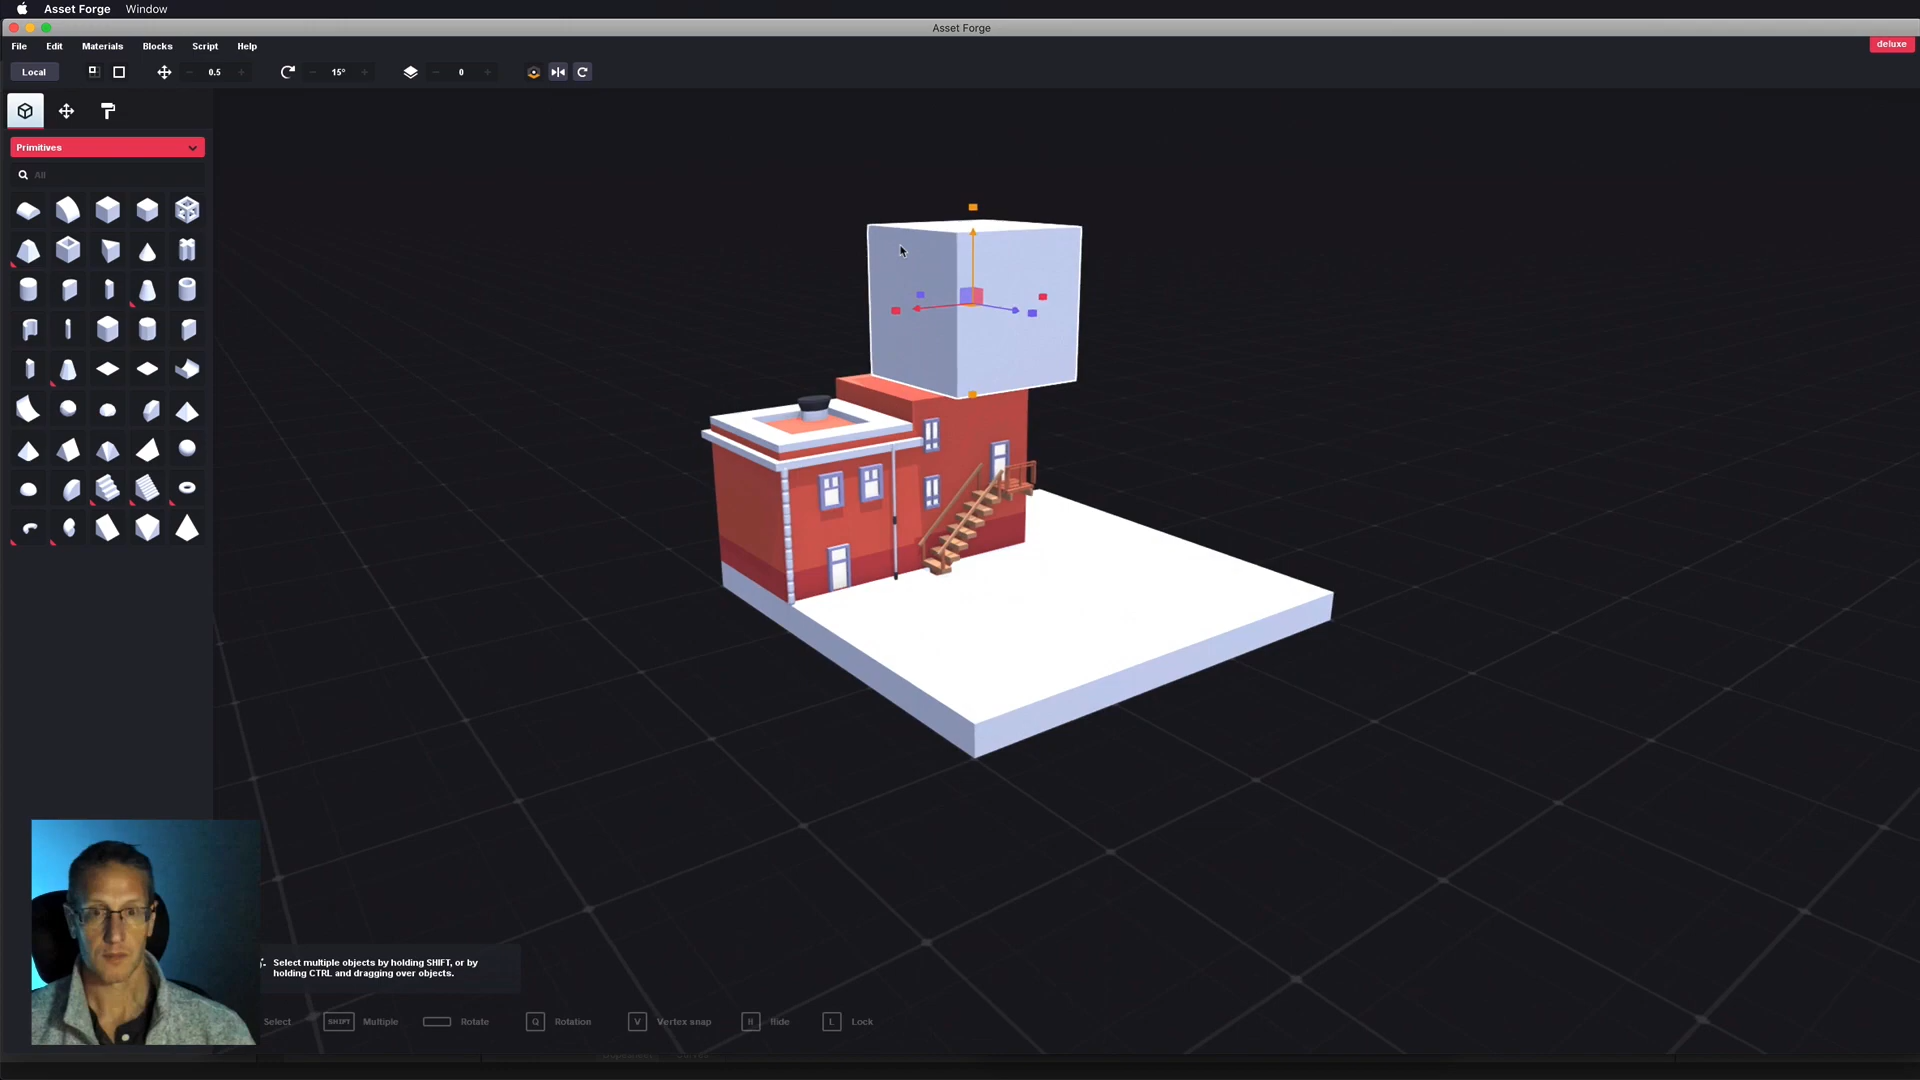 Asset Forge Window
Asset Forge
File Edit Materials Blocks Script Help
deluxe
Local 0.5 15° 0
Primitives
All
Select multiple objects by holding SHIFT, or by
holding CTRL and dragging over objects.
Select SHIFT Multiple Rotate Q Rotation V Vertex snap H Hide L Lock